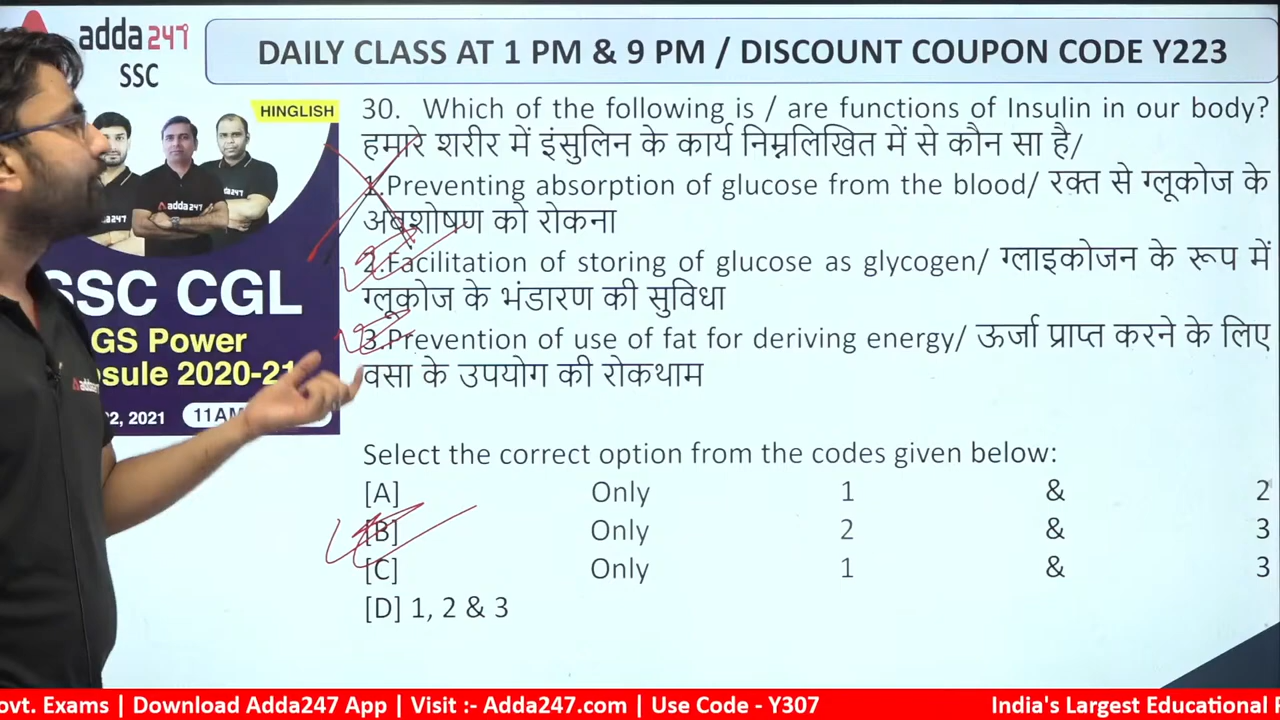 adda247
SSC
DAILY CLASS AT 1 PM & 9 PM / DISCOUNT COUPON CODE Y223
HINGLISH
adda247
adda247
adda247
SSC CGL
GS Power
2020-21
2021
11AM
30. Which of the following is / are functions of Insulin in our body?
हमारे शरीर में इंसुलिन के कार्य निम्नलिखित में से कौन सा है/
1.Preventing absorption of glucose from the blood/ रक्त से ग्लूकोज के
अवशोषण को रोकना
2.Facilitation of storing of glucose as glycogen/ ग्लाइकोजन के रूप में
ग्लूकोज के भंडारण की सुविधा
3.Prevention of use of fat for deriving energy/ ऊर्जा प्राप्त करने के लिए
वसा के उपयोग की रोकथाम
Select the correct option from the codes given below:
[A] Only 1 & 2
[B] Only 2 & 3
[C] Only 1 & 3
[D] 1, 2 & 3
ovt. Exams | Download Adda247 App | Visit :- Adda247.com | Use Code - Y307
India's Largest Educational